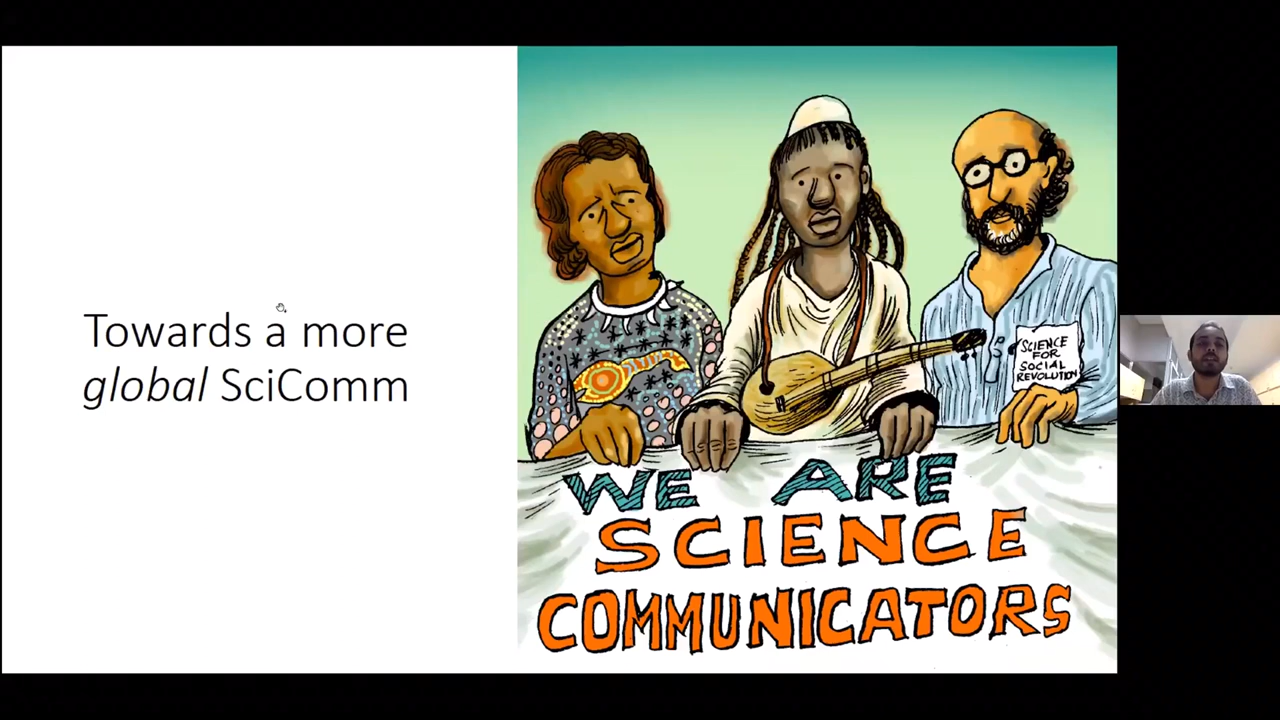 Towards a more
global SciComm
SCIENCE
FOR
SOCIAL
REVOLUTION
WE ARE
SCIENCE
COMMUNICATORS